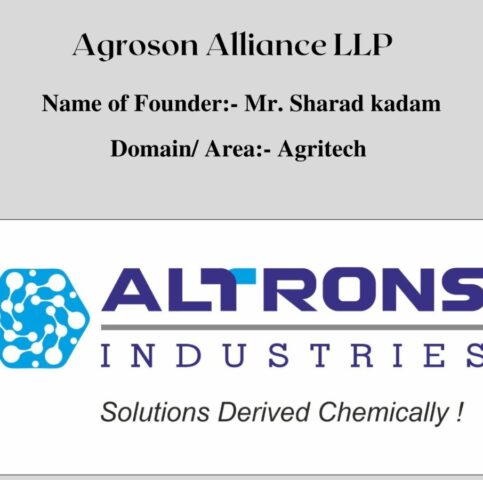 Agroson Alliance LLP
Name of Founder:- Mr. Sharad kadam
Domain/ Area:- Agritech
ALTRONS
INDUSTRIES
Solutions Derived Chemically !